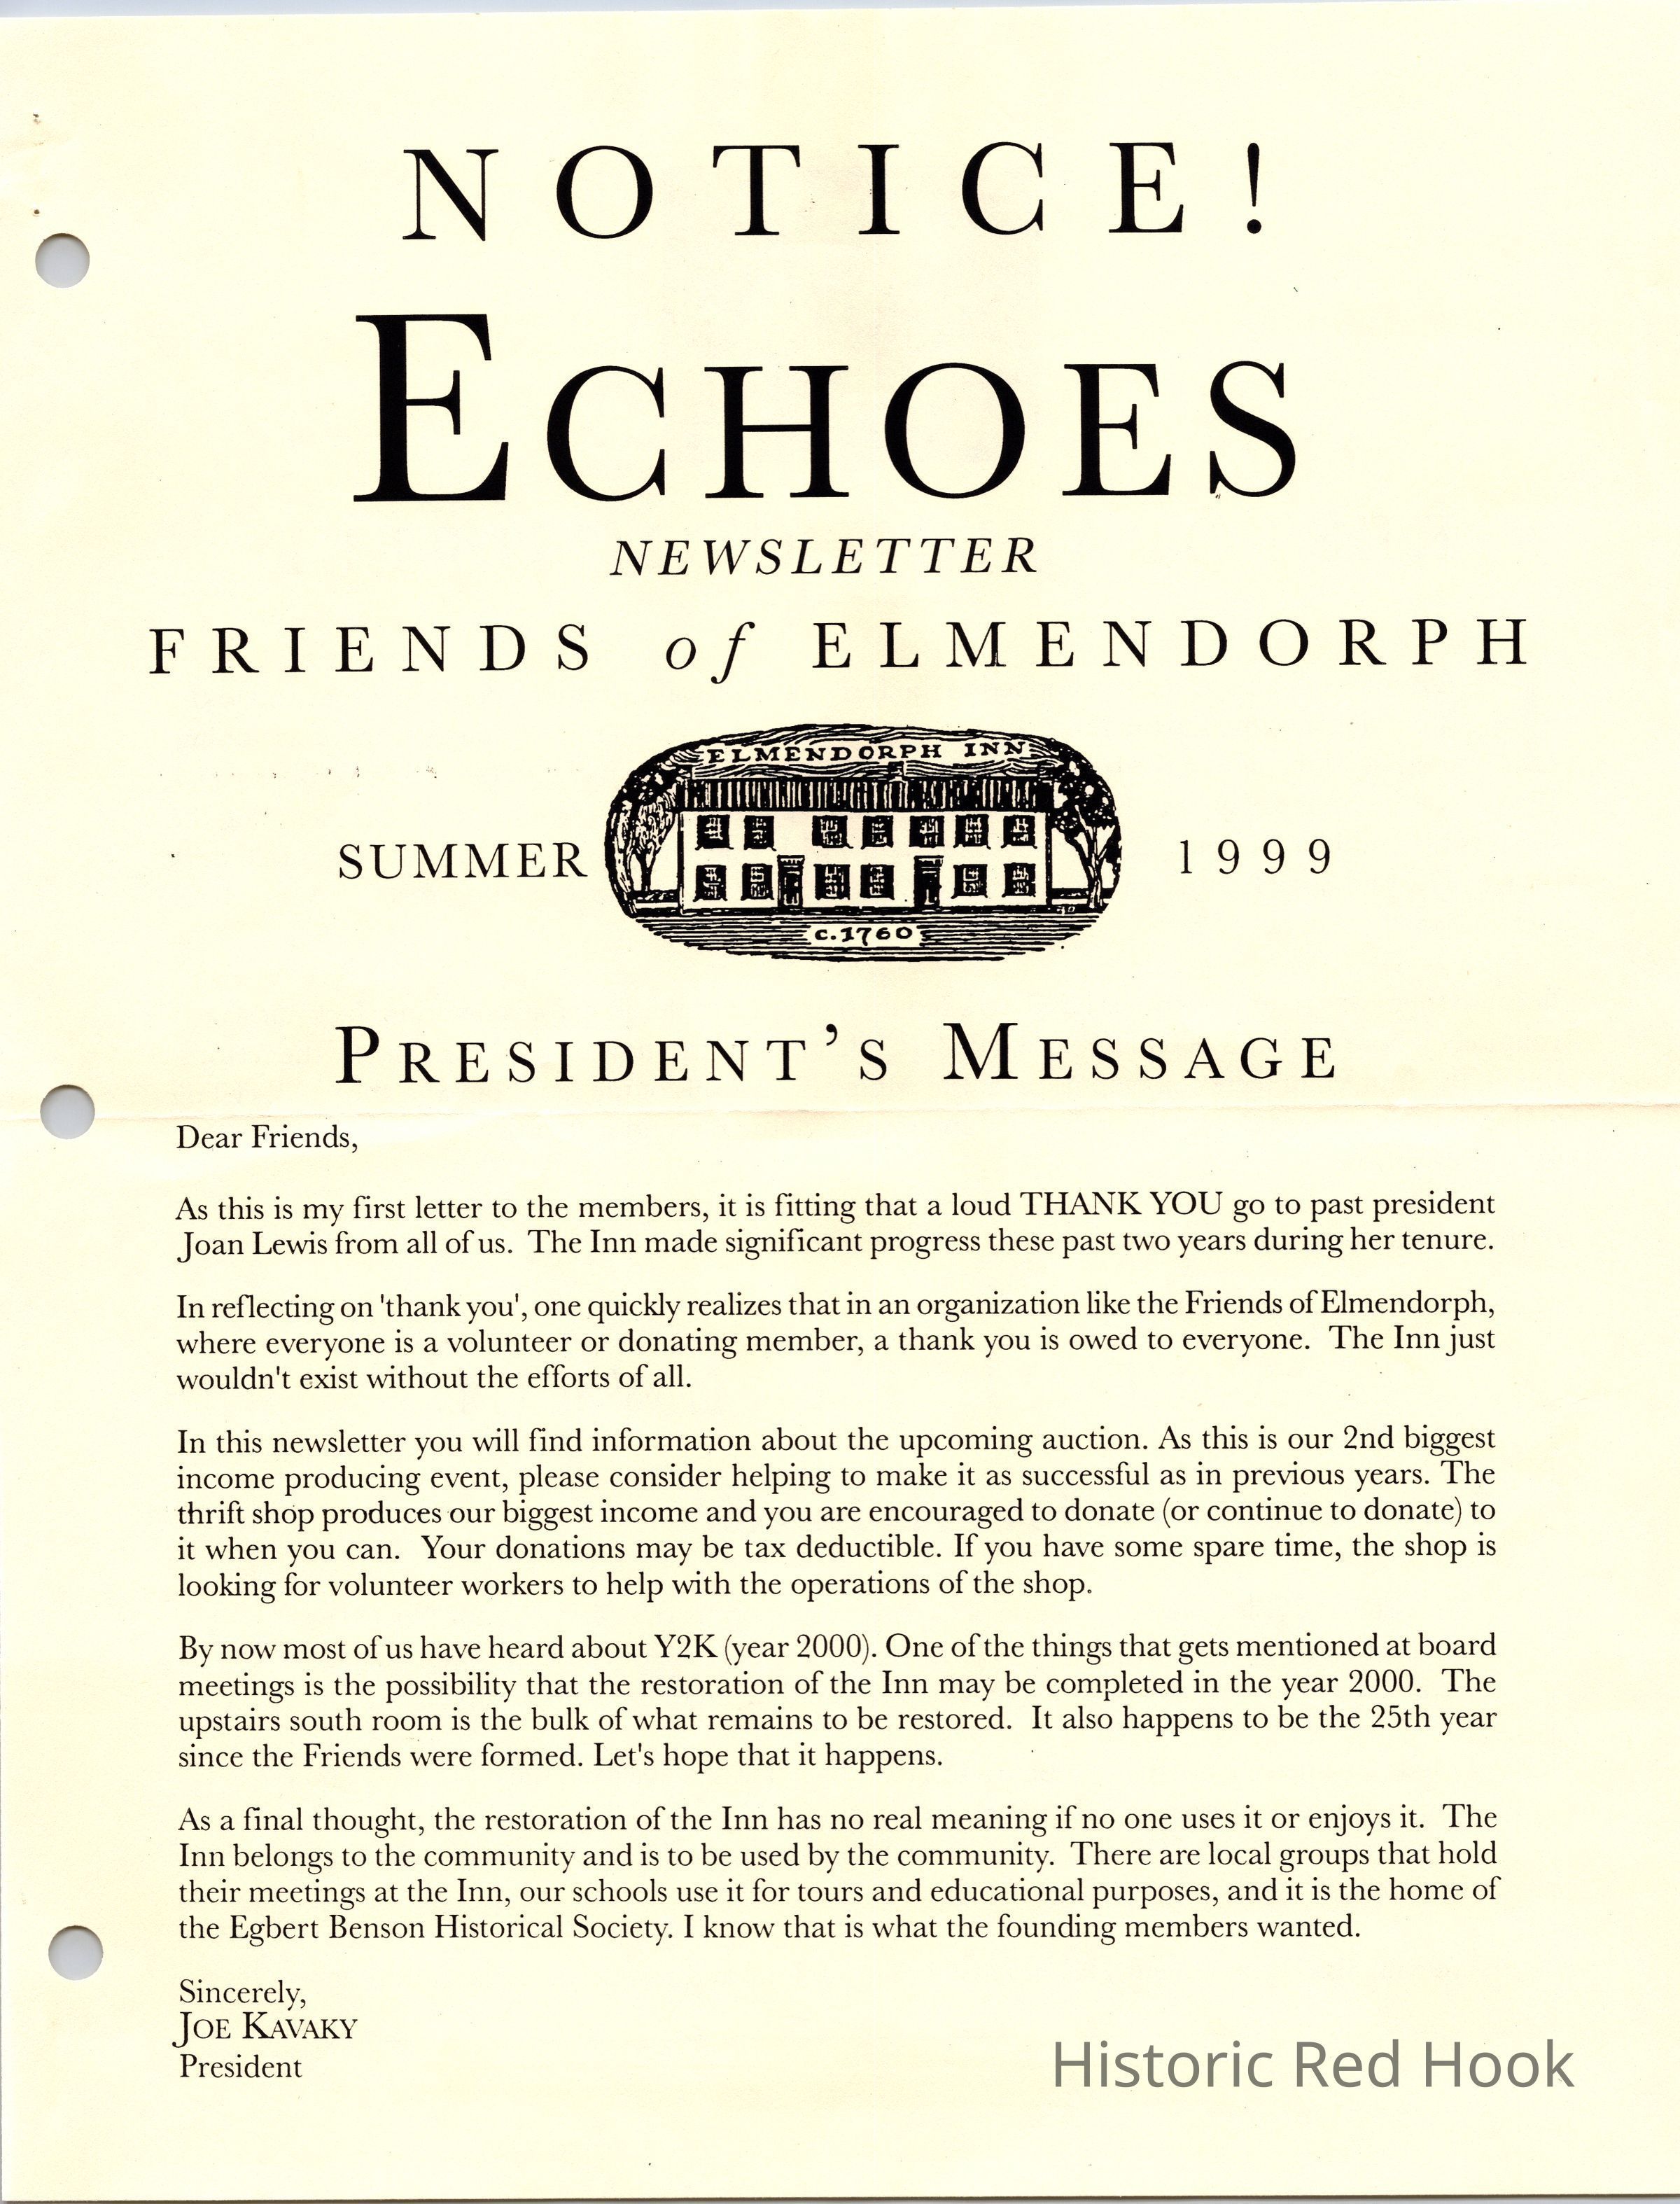 NOTICE!
ECHOES
NEWSLETTER
FRIENDS of ELMENDORPH
ELMENDORPH INN
SUMMER 1999
c.1760
PRESIDENT'S MESSAGE
Dear Friends,
As this is my first letter to the members, it is fitting that a loud THANK YOU go to past president
Joan Lewis from all of us. The Inn made significant progress these past two years during her tenure.
In reflecting on 'thank you', one quickly realizes that in an organization like the Friends of Elmendorph,
where everyone is a volunteer or donating member, a thank you is owed to everyone. The Inn just
wouldn't exist without the efforts of all.
In this newsletter you will find information about the upcoming auction. As this is our 2nd biggest
income producing event, please consider helping to make it as successful as in previous years. The
thrift shop produces our biggest income and you are encouraged to donate (or continue to donate) to
it when you can. Your donations may be tax deductible. If you have some spare time, the shop is
looking for volunteer workers to help with the operations of the shop.
By now most of us have heard about Y2K (year 2000). One of the things that gets mentioned at board
meetings is the possibility that the restoration of the Inn may be completed in the year 2000. The
upstairs south room is the bulk of what remains to be restored. It also happens to be the 25th year
since the Friends were formed. Let's hope that it happens.
As a final thought, the restoration of the Inn has no real meaning if no one uses it or enjoys it. The
Inn belongs to the community and is to be used by the community. There are local groups that hold
their meetings at the Inn, our schools use it for tours and educational purposes, and it is the home of
the Egbert Benson Historical Society. I know that is what the founding members wanted.
Sincerely,
JOE KAVAKY
President
Historic Red Hook